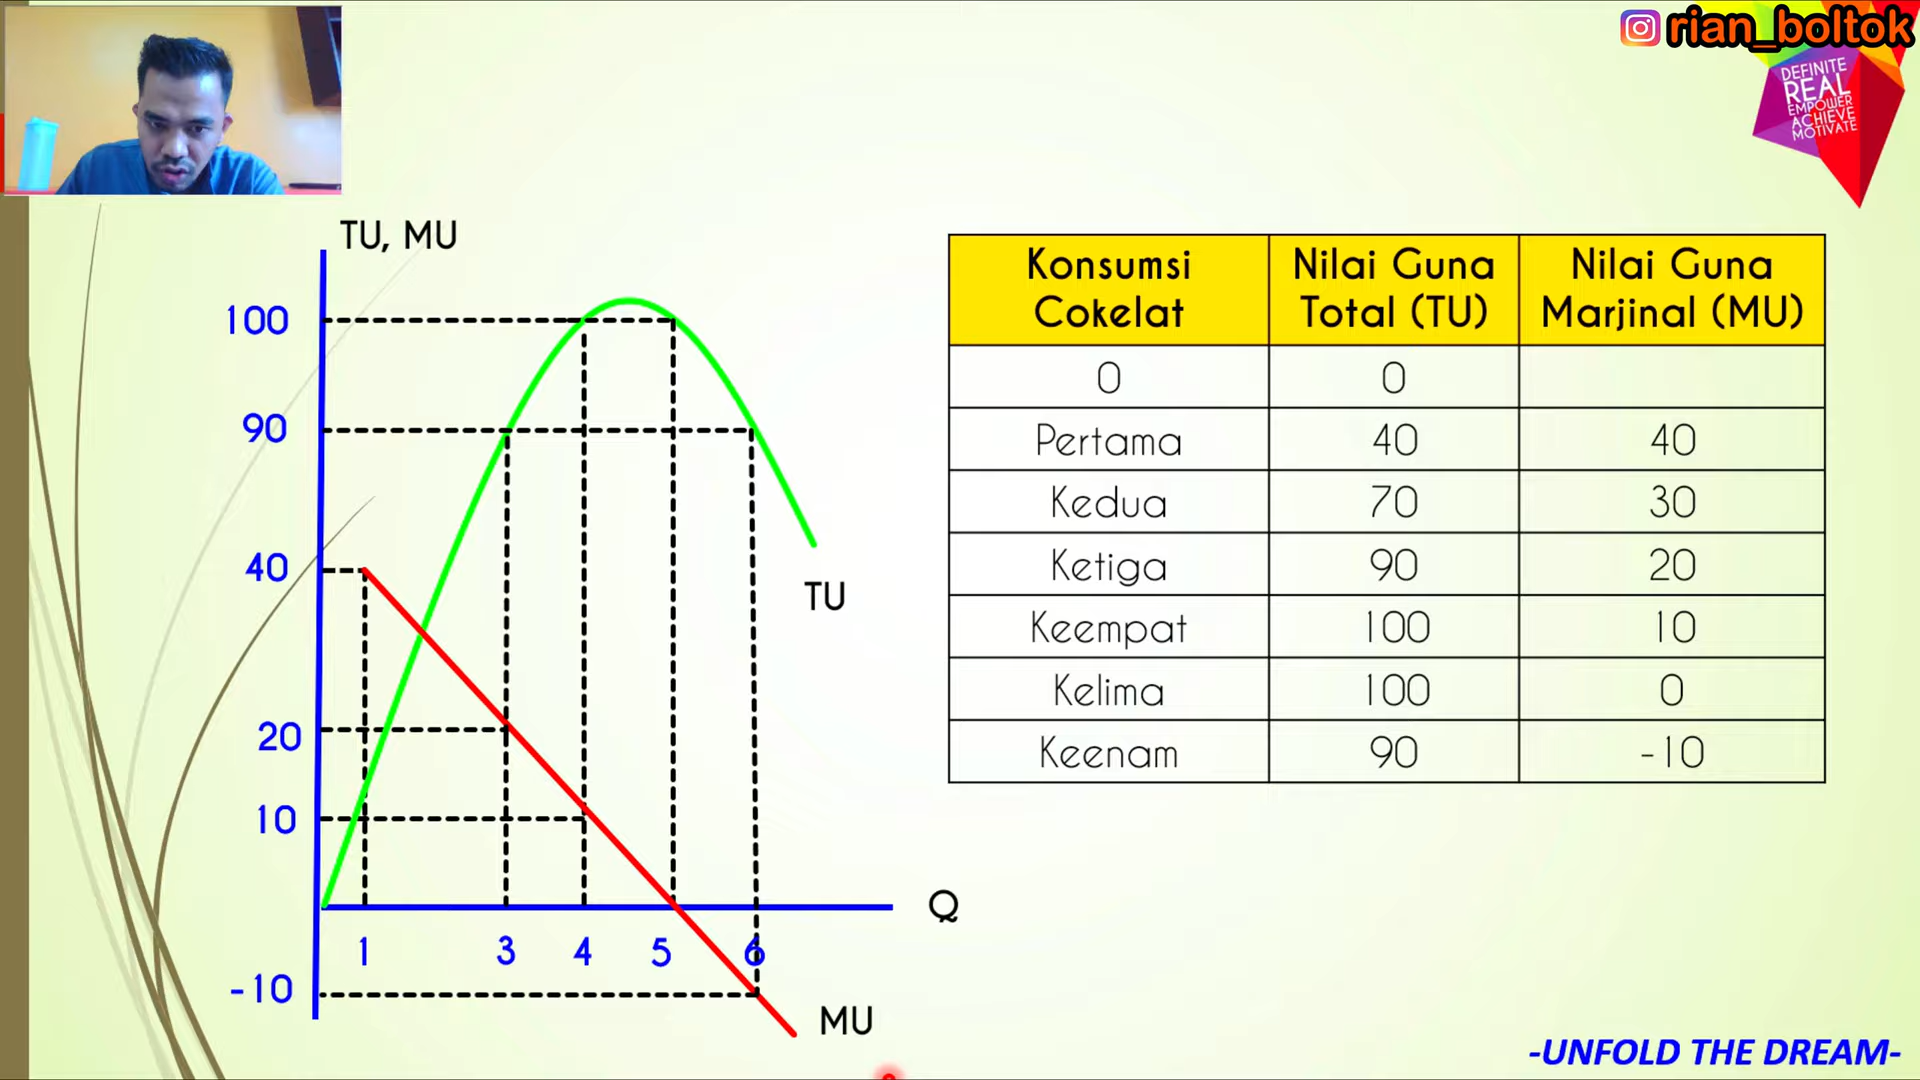 rian_boltok
DEFINITE
REAL
EMPOWER
ACHIEVE
MOTIVATE
TU, MU
100
90
40
20
10
-10
1 3 4 5 6
Q
TU
MU
Konsumsi Cokelat Nilai Guna Total (TU) Nilai Guna Marjinal (MU)
0 0
Pertama 40 40
Kedua 70 30
Ketiga 90 20
Keempat 100 10
Kelima 100 0
Keenam 90 -10
-UNFOLD THE DREAM-